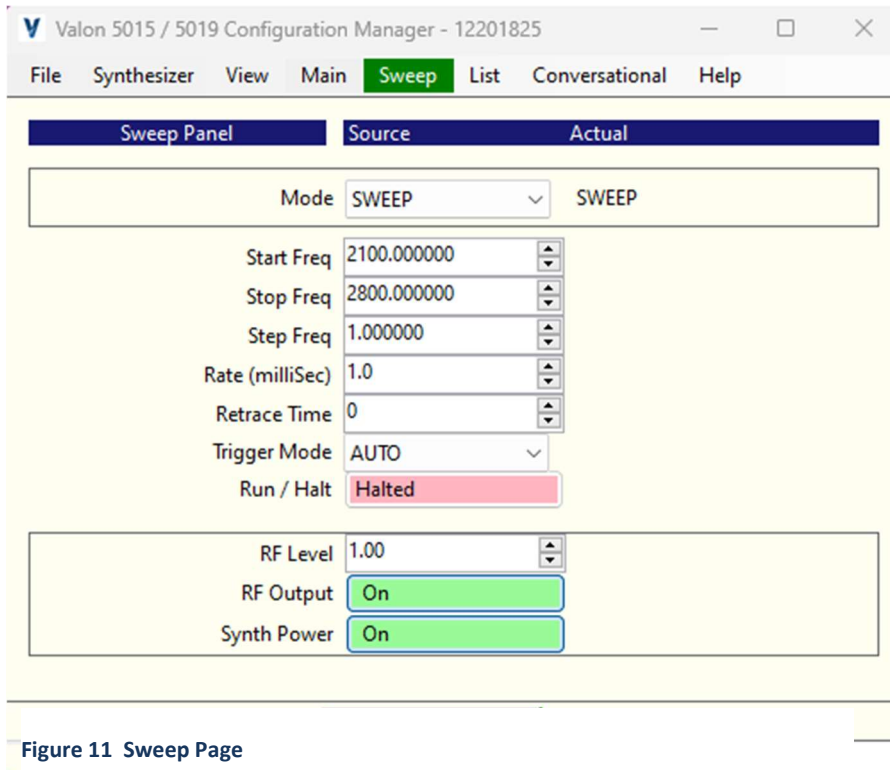 Valon 5015 / 5019 Configuration Manager - 12201825
File Synthesizer View Main Sweep List Conversational Help
Sweep Panel Source Actual
Mode SWEEP SWEEP
Start Freq 2100.000000
Stop Freq 2800.000000
Step Freq 1.000000
Rate (milliSec) 1.0
Retrace Time 0
Trigger Mode AUTO
Run / Halt Halted
RF Level 1.00
RF Output On
Synth Power On
Figure 11 Sweep Page